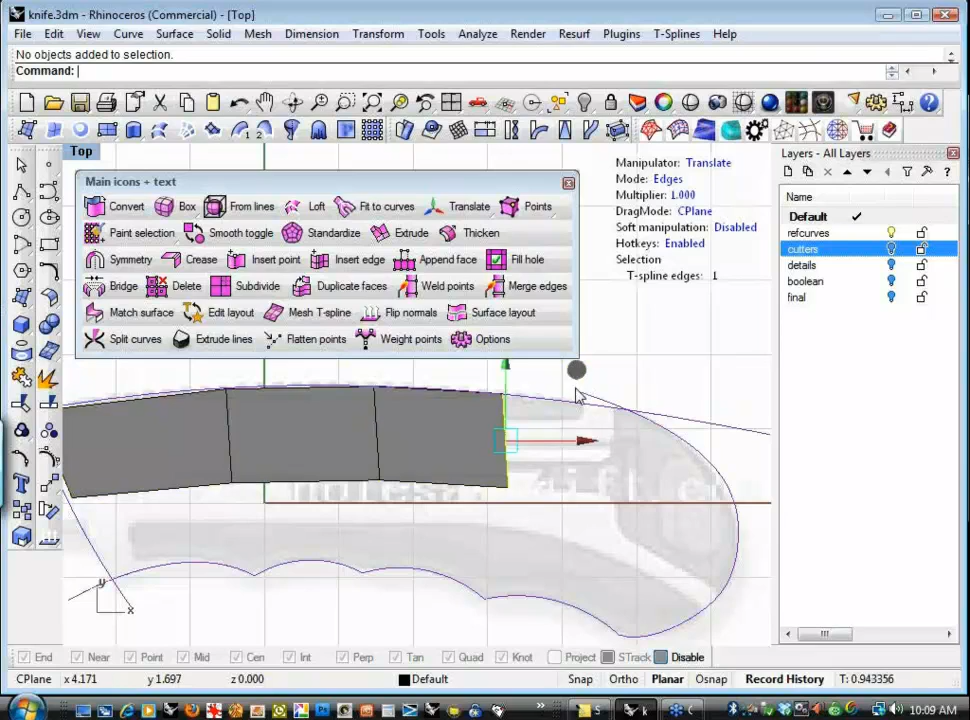 knife.3dm - Rhinoceros (Commercial) - [Top]
File Edit View Curve Surface Solid Mesh Dimension Transform Tools Analyze Render Resurf Plugins T-Splines Help
No objects added to selection.
Command:
Top
Main icons + text
Convert Box From lines Loft Fit to curves Translate Points
Paint selection Smooth toggle Standardize Extrude Thicken
Symmetry Crease Insert point Insert edge Append face Fill hole
Bridge Delete Subdivide Duplicate faces Weld points Merge edges
Match surface Edit layout Mesh T-spline Flip normals Surface layout
Split curves Extrude lines Flatten points Weight points Options
Manipulator: Translate
Mode: Edges
Multiplier: 1.000
DragMode: CPlane
Soft manipulation: Disabled
Hotkeys: Enabled
Selection
T-spline edges: 1
Layers - All Layers
Name
Default
refcurves
cutters
details
boolean
final
y
x
End Near Point Mid Cen Int Perp Tan Quad Knot Project STrack Disable
CPlane x 4.171 y 1.697 z 0.000 Default Snap Ortho Planar Osnap Record History T: 0.943356
S k C 10:09 AM